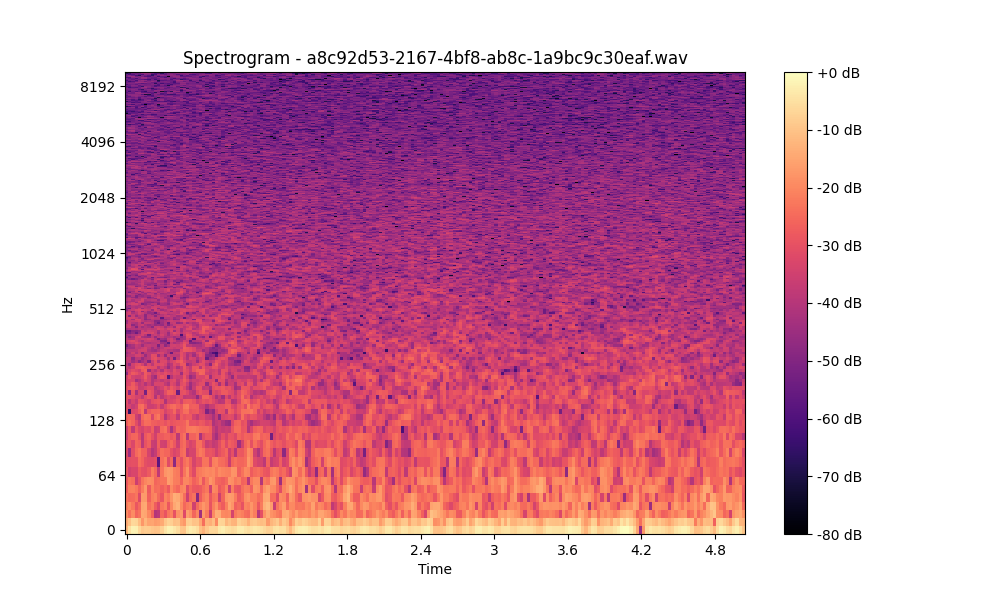 Spectrogram - a8c92d53-2167-4bf8-ab8c-1a9bc9c30eaf.wav
8192
4096
2048
1024
512
256
128
64
0
Hz
0 0.6 1.2 1.8 2.4 3 3.6 4.2 4.8
Time
+0 dB
-10 dB
-20 dB
-30 dB
-40 dB
-50 dB
-60 dB
-70 dB
-80 dB